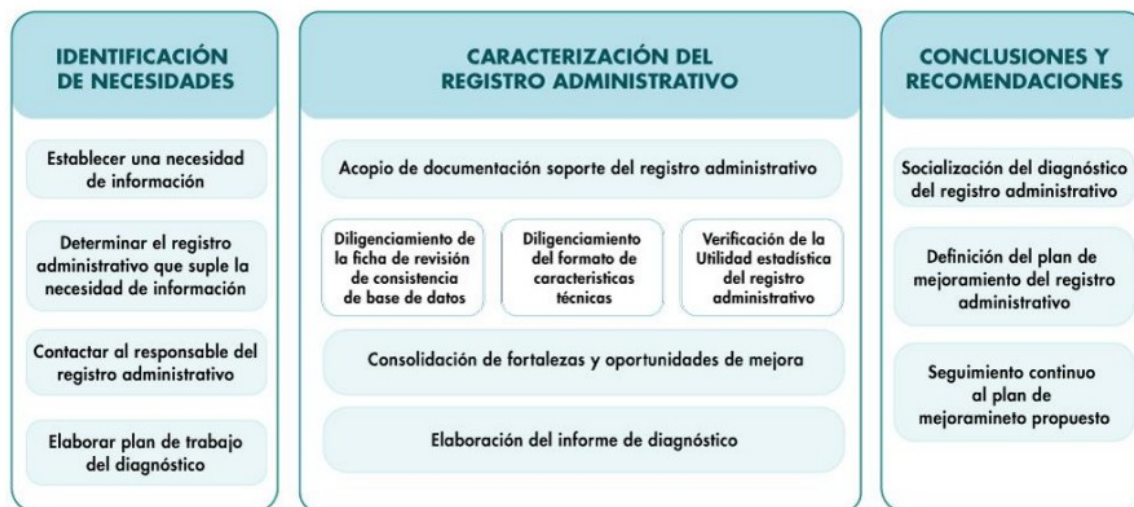 IDENTIFICACIÓN
DE NECESIDADES
Establecer una necesidad
de información
Determinar el registro
administrativo que suple la
necesidad de información
Contactar al responsable del
registro administrativo
Elaborar plan de trabajo
del diagnóstico
CARACTERIZACIÓN DEL
REGISTRO ADMINISTRATIVO
Acopio de documentación soporte del registro administrativo
Diligenciamiento de
la ficha de revisión
de consistencia
de base de datos
Diligenciamiento
del formato de
caracteristicas
técnicas
Verificación de la
Utilidad estadística
del registro
administrativo
Consolidación de fortalezas y oportunidades de mejora
Elaboración del informe de diagnóstico
CONCLUSIONES Y
RECOMENDACIONES
Socialización del diagnóstico
del registro administrativo
Definición del plan de
mejoramiento del registro
administrativo
Seguimiento continuo
al plan de
mejoramineto propuesto